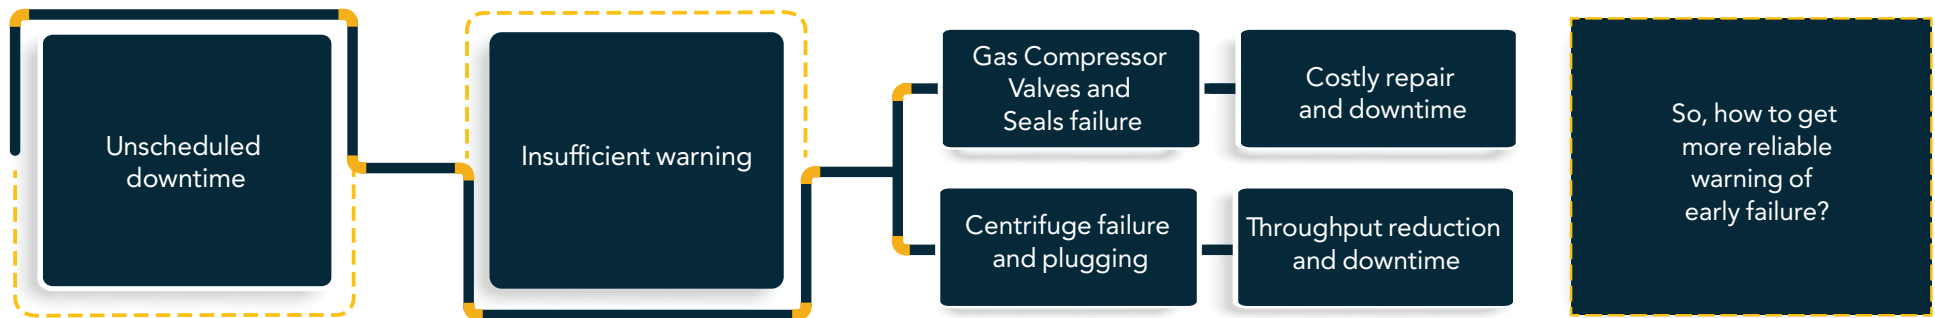 Unscheduled
downtime
Insufficient warning
Gas Compressor
Valves and
Seals failure
Costly repair
and downtime
Centrifuge failure
and plugging
Throughput reduction
and downtime
So, how to get
more reliable
warning of
early failure?